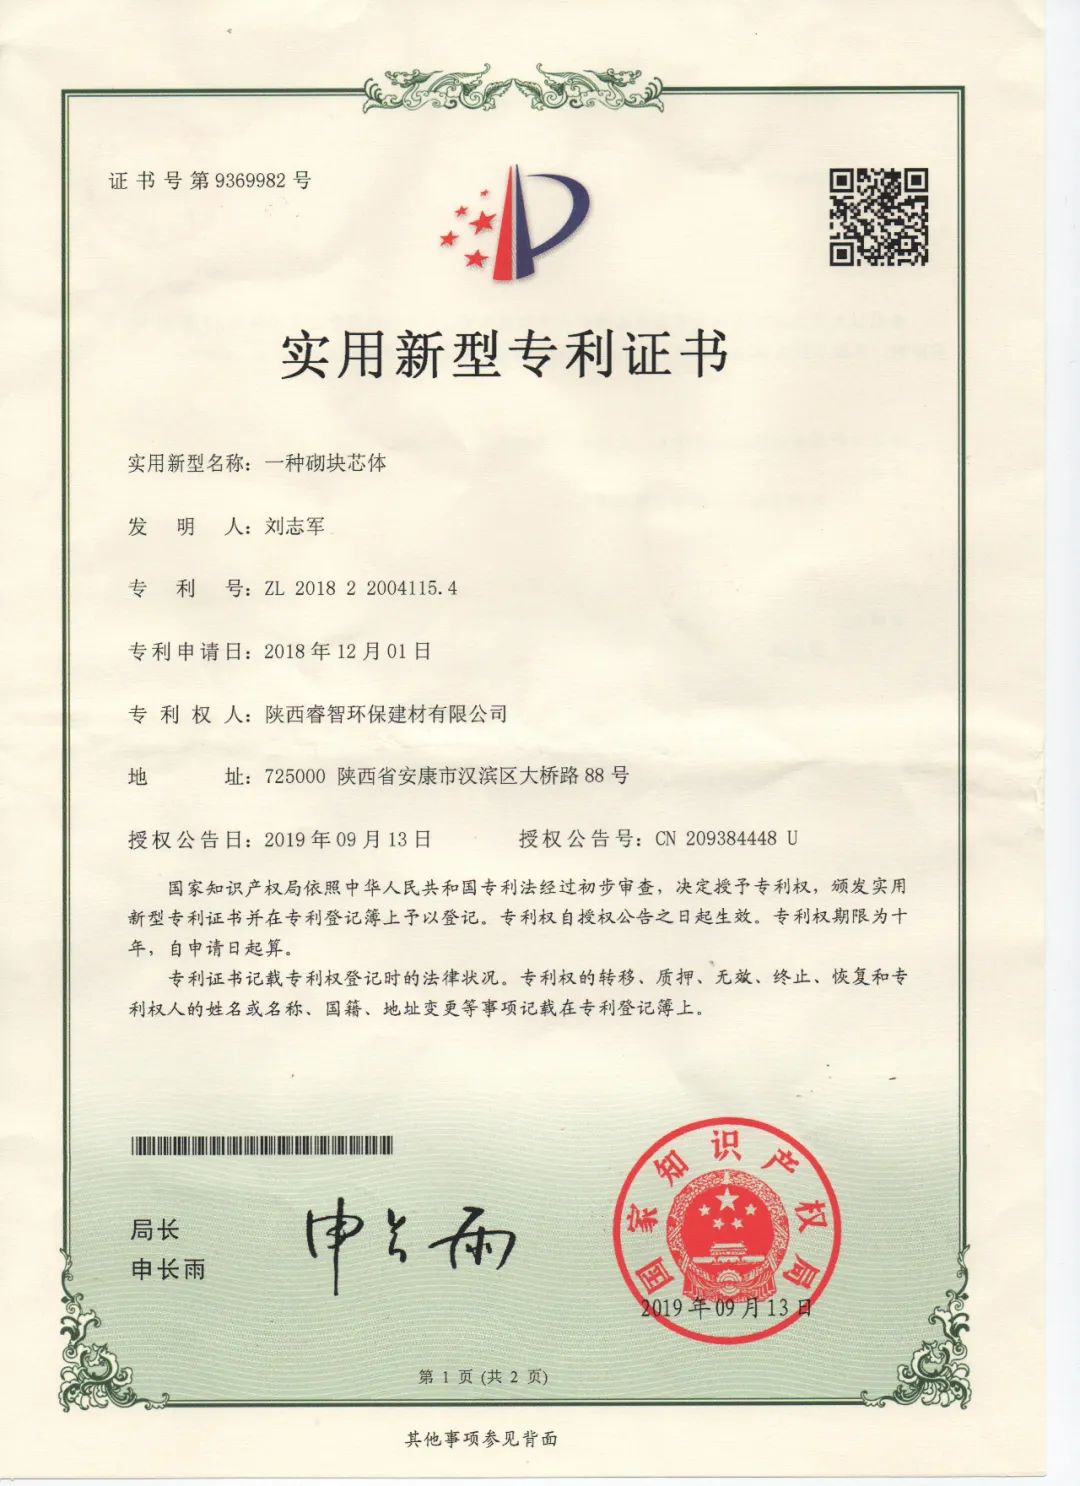 证书号第9369982号
实用新型专利证书
实用新型名称：一种砌块芯体
发明人：刘志军
专利号：ZL 2018 2 2004115.4
专利申请日：2018年12月01日
专利权人：陕西睿智环保建材有限公司
地址：725000 陕西省安康市汉滨区大桥路88号
授权公告日：2019年09月13日 授权公告号：CN 209384448 U
国家知识产权局依照中华人民共和国专利法经过初步审查，决定授予专利权，颁发实用
新型专利证书并在专利登记簿上予以登记。专利权自授权公告之日起生效。专利权期限为十
年，自申请日起算。
专利证书记载专利权登记时的法律状况。专利权的转移、质押、无效、终止、恢复和专
利权人的姓名或名称、国籍、地址变更等事项记载在专利登记簿上。
局长
申长雨
申长雨
国家知识产权局
2019年09月13日
第 1 页 (共 2 页)
其他事项参见背面